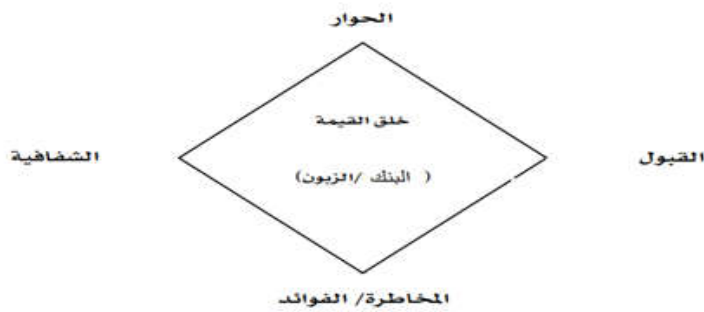 الحوار
خلق القيمة
القبول
الشفافية
( البنك /الزبون)
المخاطرة/ الفوائد